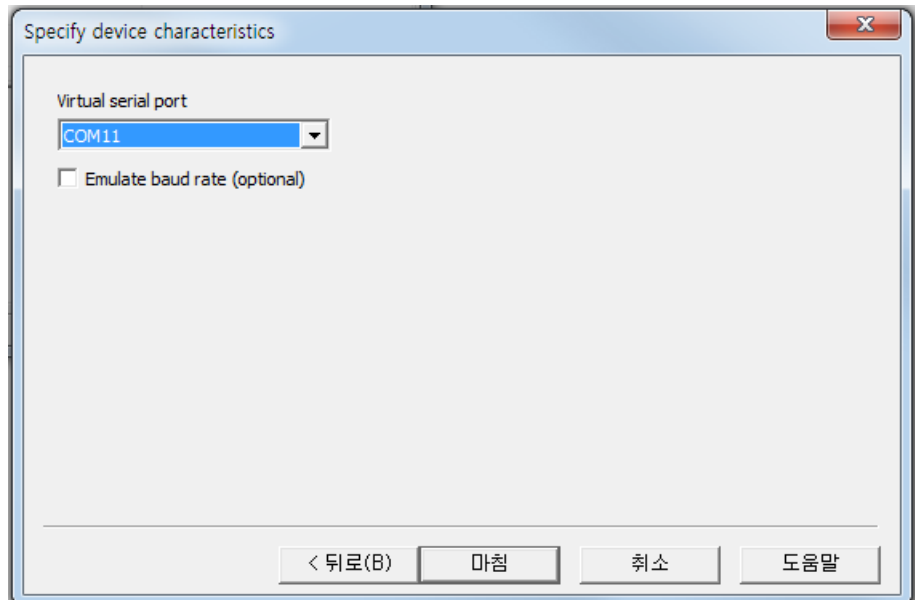 Specify device characteristics
Virtual serial port
COM11
Emulate baud rate (optional)
< 뒤로(B) 마침 취소 도움말